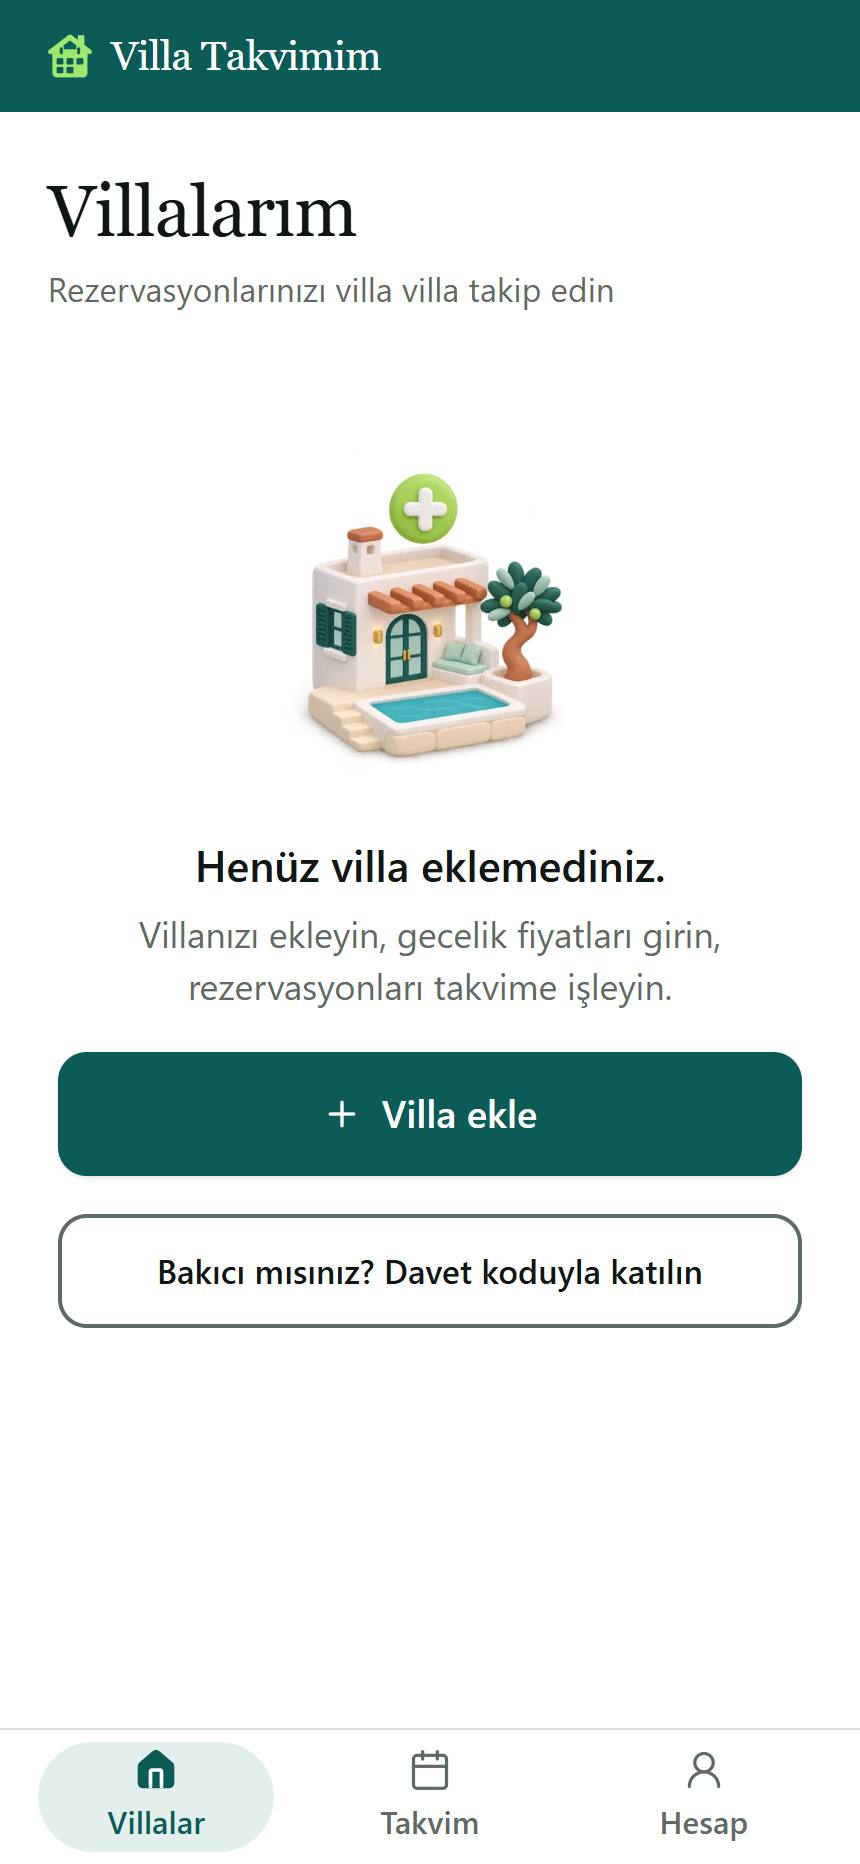 Villa Takvimim
Villalarım
Rezervasyonlarınızı villa villa takip edin
Henüz villa eklemediniz.
Villanızı ekleyin, gecelik fiyatları girin,
rezervasyonları takvime işleyin.
Villa ekle
Bakıcı mısınız? Davet koduyla katılın
Villalar
Takvim
Hesap